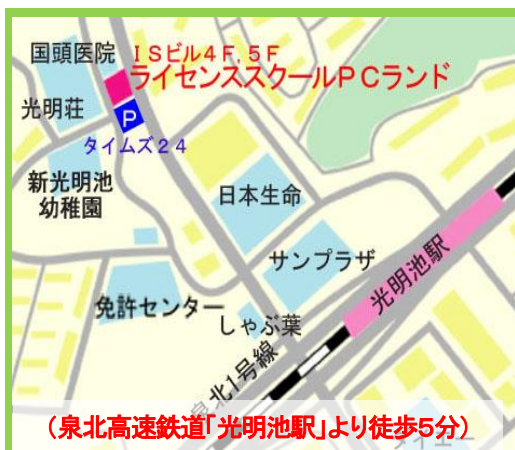 国頭医院
ISビル4F,5F
ライセンススクールPCランド
光明荘
P
タイムズ24
新光明池
幼稚園
日本生命
サンプラザ
光明池駅
免許センター
しゃぶ葉
泉北1号線
(泉北高速鉄道「光明池駅」より徒歩5分)